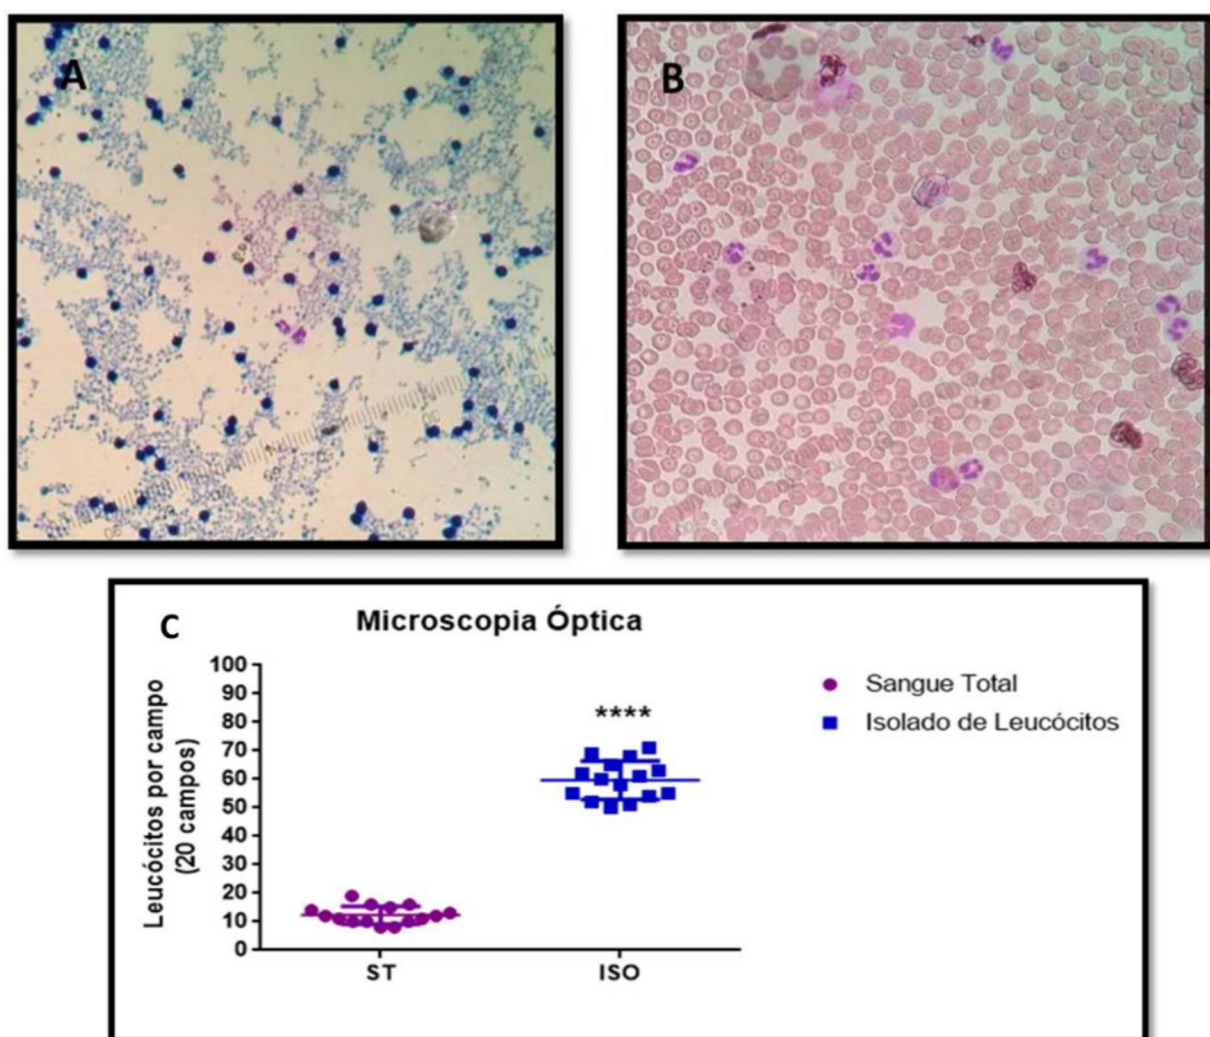 A
B
C
Microscopia Óptica
Leucócitos por campo
(20 campos)
100
90
80
70
60
50
40
30
20
10
0
****
ST
ISO
Sangue Total
Isolado de Leucócitos